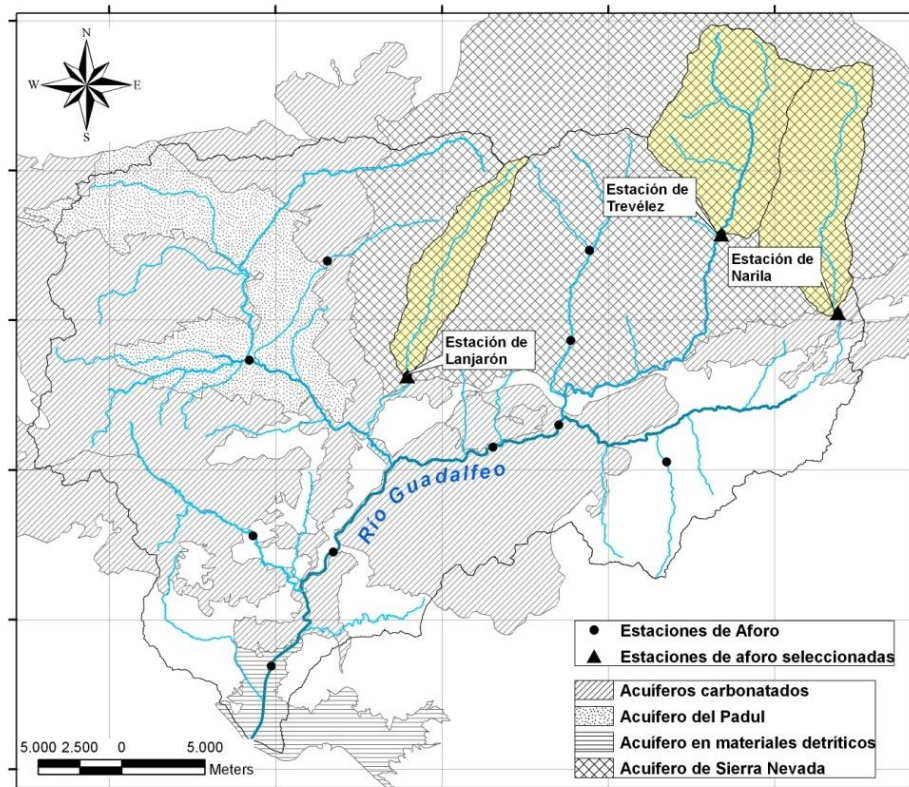 N
W E
S
Estación de
Trevélez
Estación de
Narila
Estación de
Lanjarón
Río Guadalfeo
Estaciones de Aforo
Estaciones de aforo seleccionadas
Acuíferos carbonatados
Acuífero del Padul
Acuífero en materiales detríticos
Acuifero de Sierra Nevada
5.000 2.500 0 5.000
Meters